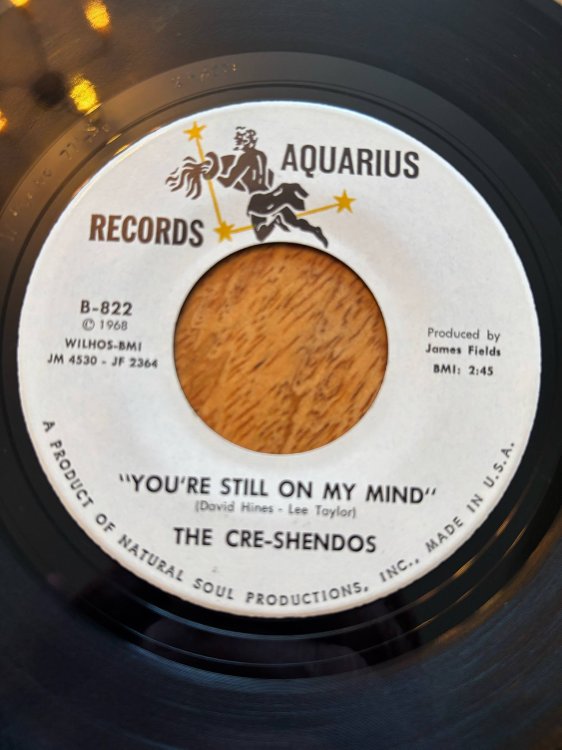 AQUARIUS
RECORDS
B-822
© 1968
WILHOS-BMI
JM 4530 - JF 2364
Produced by
James Fields
BMI: 2:45
"YOU'RE STILL ON MY MIND"
(David Hines - Lee Taylor)
THE CRE-SHENDOS
A PRODUCT OF NATURAL SOUL PRODUCTIONS, INC., MADE IN U.S.A.